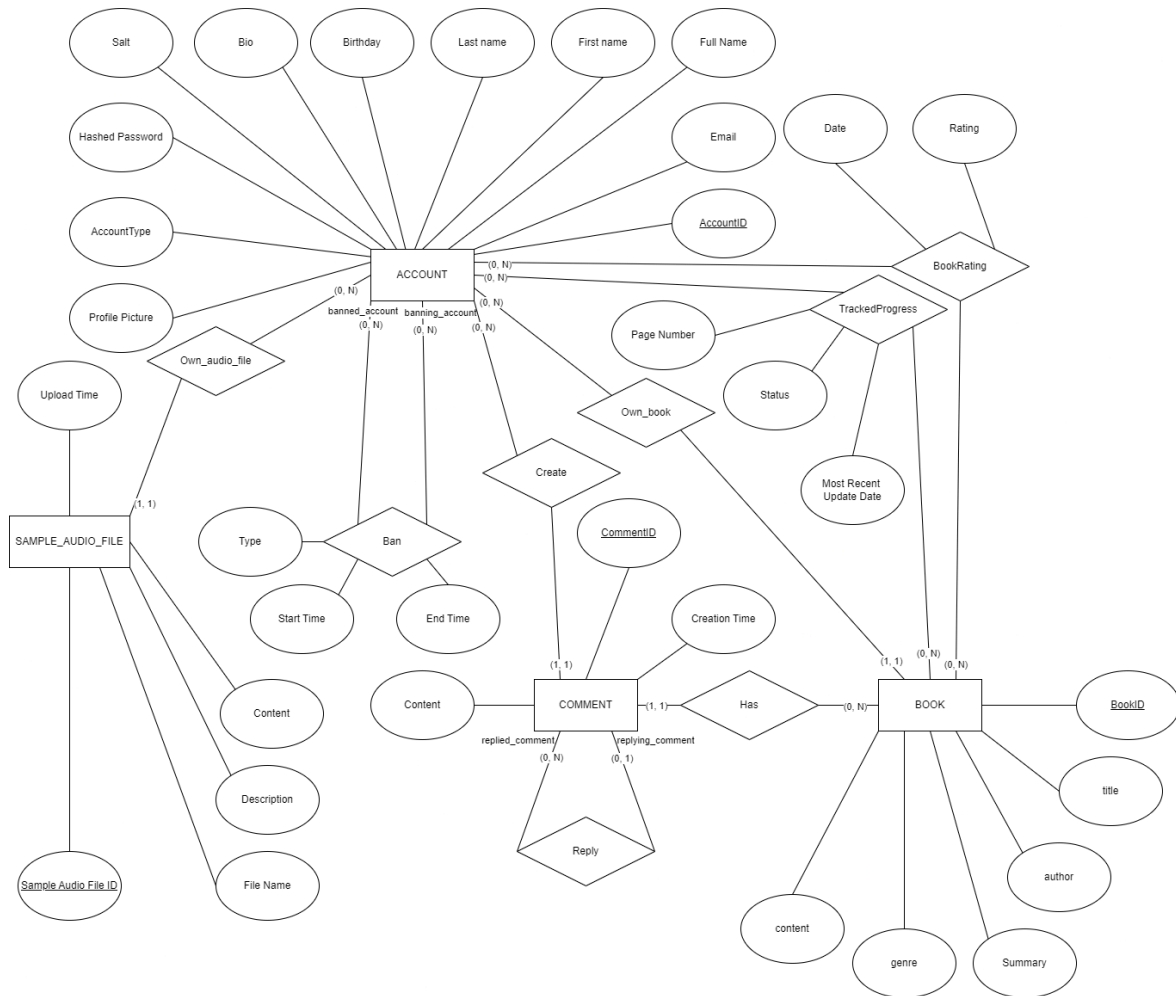 Salt
Bio
Birthday
Last name
First name
Full Name
Date
Rating
Hashed Password
Email
AccountType
AccountID
ACCOUNT
(0, N)
BookRating
(0, N)
(0, N)
(0, N)
banned_account
banning_account
(0, N)
(0, N)
(0, N)
TrackedProgress
Profile Picture
Page Number
Own_audio_file
Upload Time
Status
Own_book
Create
Most Recent
Update Date
(1, 1)
SAMPLE_AUDIO_FILE
Type
Ban
CommentID
Start Time
End Time
Creation Time
(1, 1)
(1, 1)
(0, N)
(0, N)
Content
Content
COMMENT
(1, 1)
Has
(0, N)
BOOK
BookID
replied_comment
replying_comment
(0, N)
(0, 1)
Description
title
Reply
Sample Audio File ID
File Name
author
content
genre
Summary